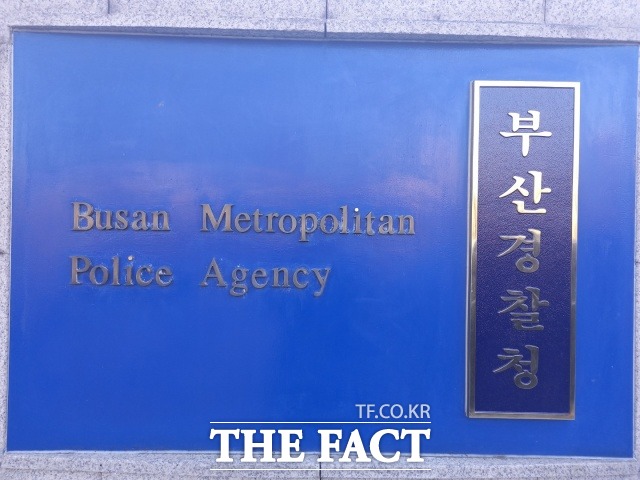 Busan Metropolitan
Police Agency
부산경찰청
TF.CO.KR
THE FACT